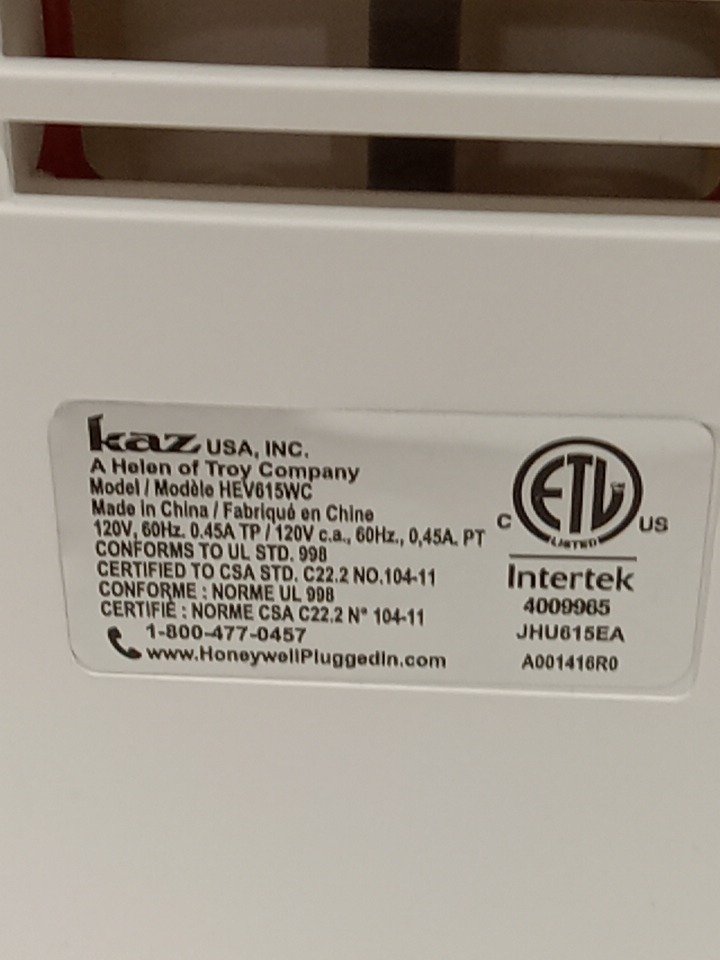 kaz USA, INC.
A Helen of Troy Company
Model / Modèle HEV615WC
Made in China / Fabriqué en Chine
120V, 60Hz. 0.45A TP / 120V c.a., 60Hz., 0,45A. PT
CONFORMS TO UL STD. 998
CERTIFIED TO CSA STD. C22.2 NO.104-11
CONFORME : NORME UL 998
CERTIFIÉ : NORME CSA C22.2 N° 104-11
1-800-477-0457
www.HoneywellPluggedIn.com
ETL
C US
LISTED
Intertek
4009965
JHU615EA
A001416R0